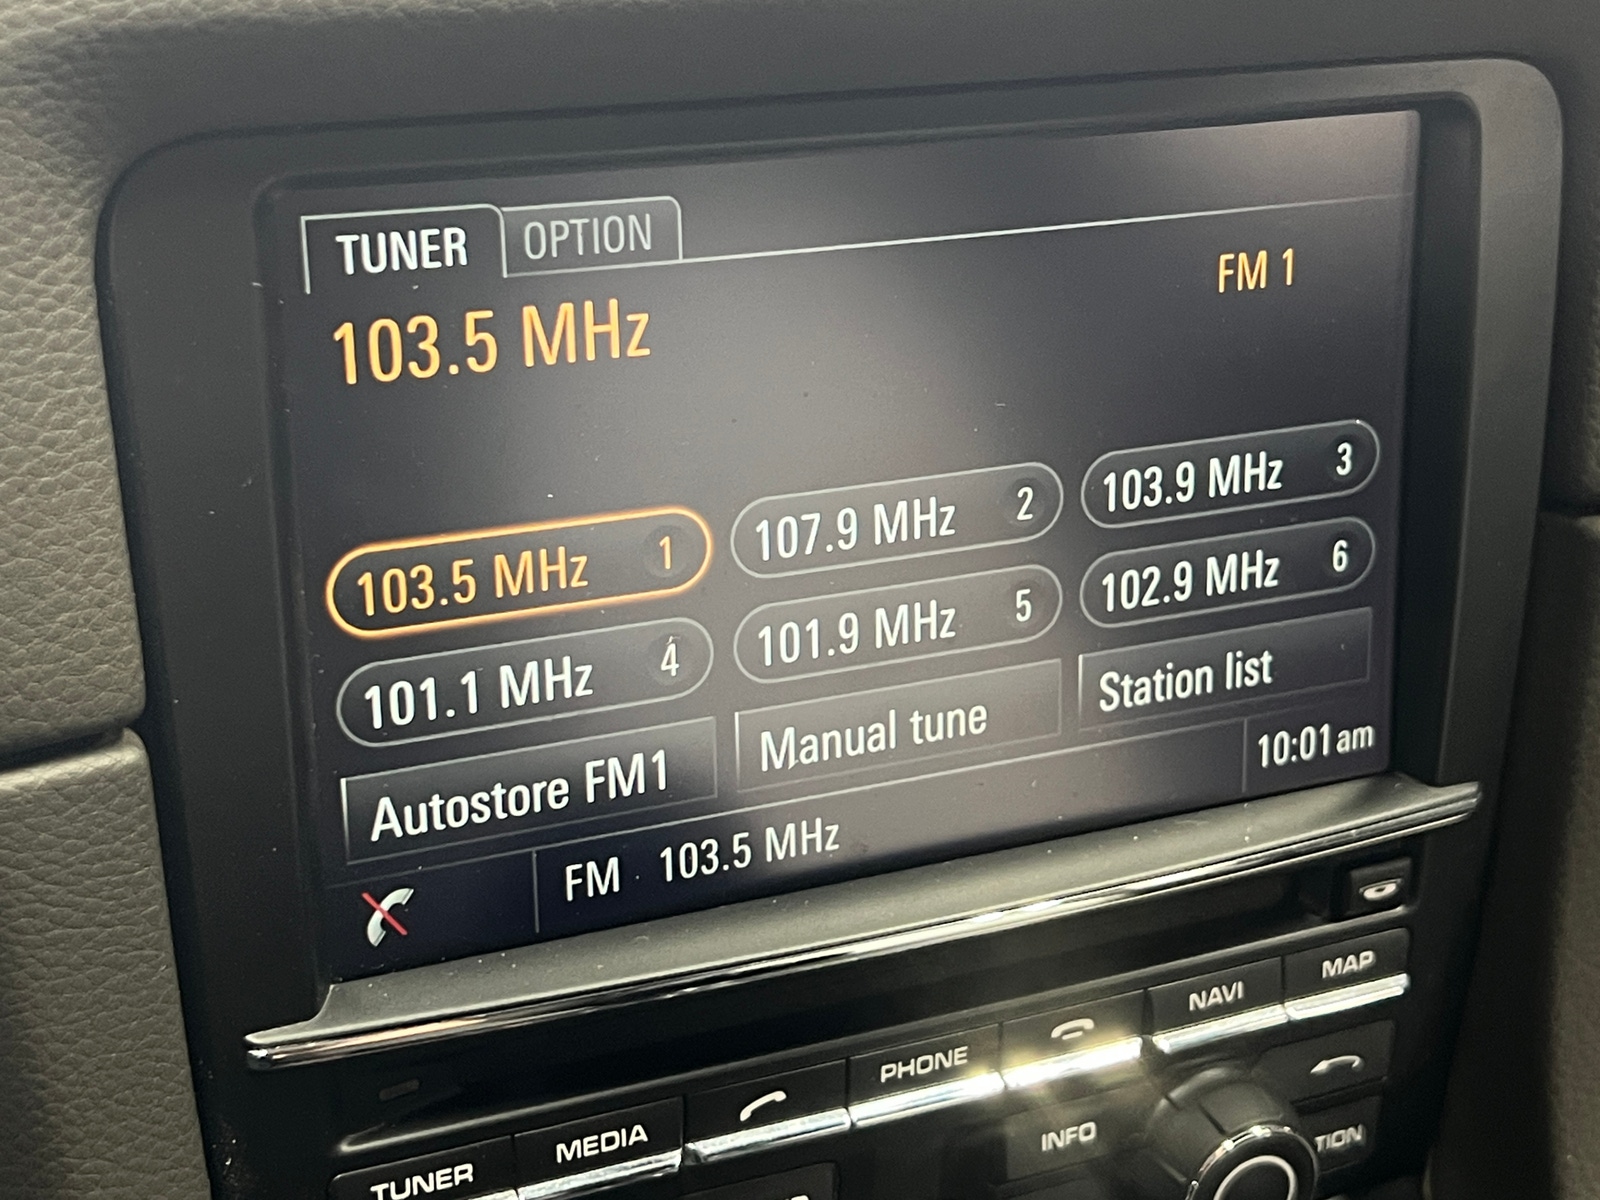 TUNER OPTION
FM 1
103.5 MHz
103.5 MHz 1
107.9 MHz 2
103.9 MHz 3
101.1 MHz 4
101.9 MHz 5
102.9 MHz 6
Autostore FM1
Manual tune
Station list
FM · 103.5 MHz
10:01 am
TUNER
MEDIA
PHONE
NAVI
MAP
INFO